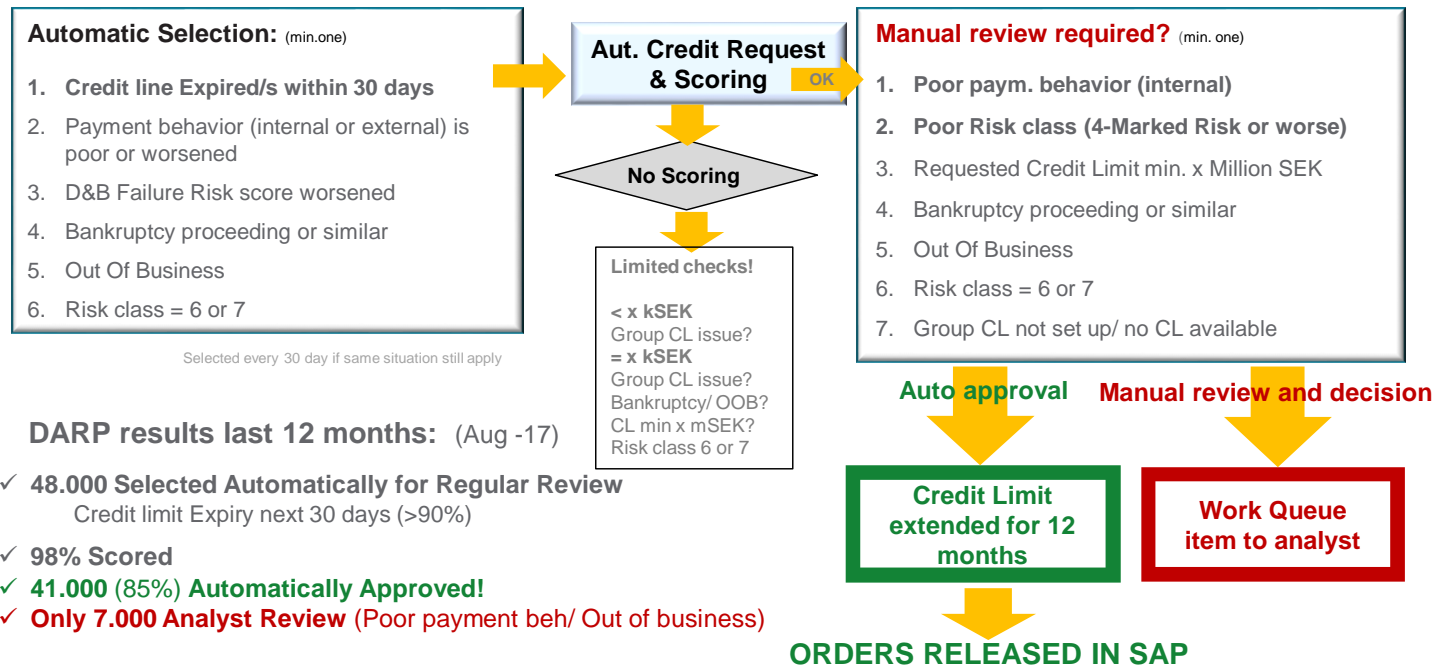 Automatic Selection: (min.one)
1. Credit line Expired/s within 30 days
2. Payment behavior (internal or external) is
poor or worsened
3. D&B Failure Risk score worsened
4. Bankruptcy proceeding or similar
5. Out Of Business
6. Risk class = 6 or 7
Selected every 30 day if same situation still apply
Aut. Credit Request
& Scoring
OK
No Scoring
Limited checks!
< x kSEK
Group CL issue?
= x kSEK
Group CL issue?
Bankruptcy/ OOB?
CL min x mSEK?
Risk class 6 or 7
Manual review required? (min. one)
1. Poor paym. behavior (internal)
2. Poor Risk class (4-Marked Risk or worse)
3. Requested Credit Limit min. x Million SEK
4. Bankruptcy proceeding or similar
5. Out Of Business
6. Risk class = 6 or 7
7. Group CL not set up/ no CL available
Auto approval
Manual review and decision
Credit Limit
extended for 12
months
Work Queue
item to analyst
ORDERS RELEASED IN SAP
DARP results last 12 months: (Aug -17)
✓ 48.000 Selected Automatically for Regular Review
Credit limit Expiry next 30 days (>90%)
✓ 98% Scored
✓ 41.000 (85%) Automatically Approved!
✓ Only 7.000 Analyst Review (Poor payment beh/ Out of business)